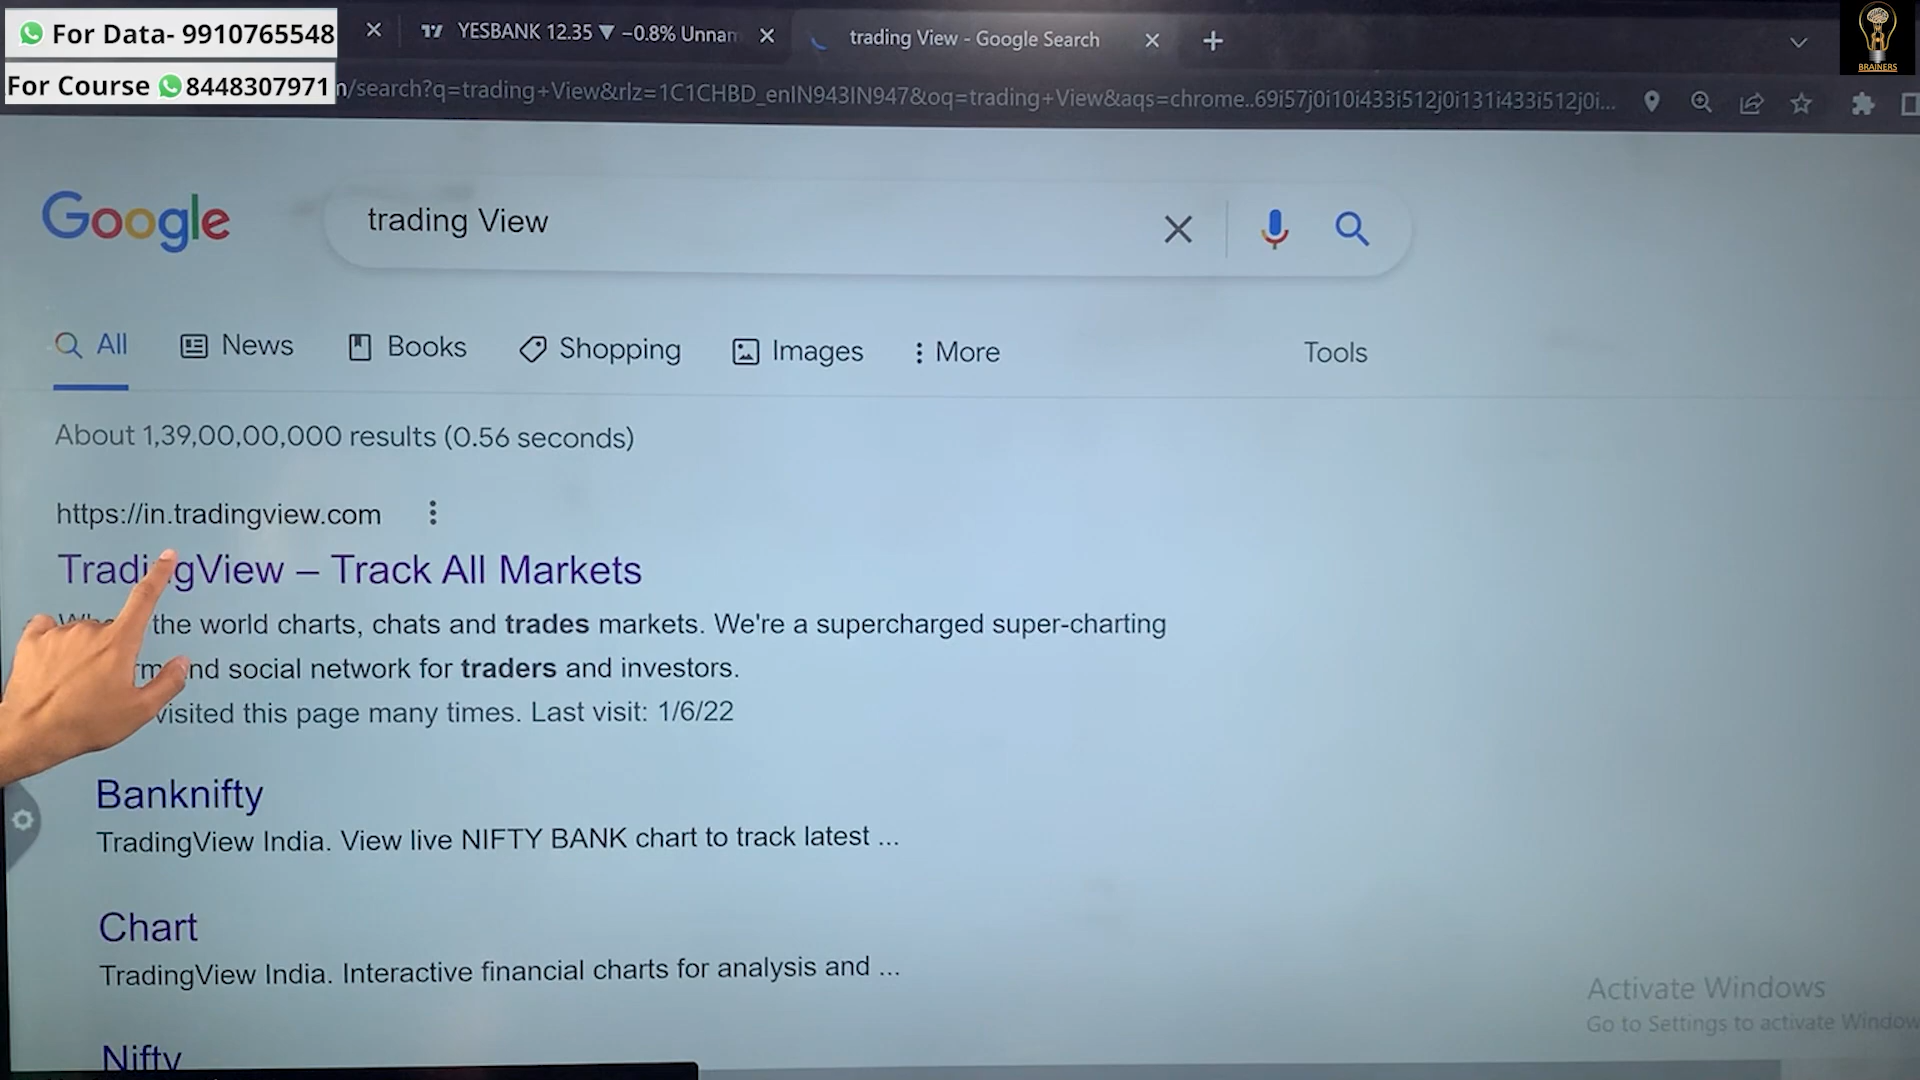 For Data- 9910765548
For Course 8448307971
YESBANK 12.35 ▼ −0.8% Unnan
trading View - Google Search
BRAINERS
/search?q=trading+View&rlz=1C1CHBD_enIN943IN947&oq=trading+View&aqs=chrome..69i57j0i10i433i512j0i131i433i512j0i...
Google
trading View
All
News
Books
Shopping
Images
More
Tools
About 1,39,00,00,000 results (0.56 seconds)
https://in.tradingview.com
TradingView – Track All Markets
the world charts, chats and trades markets. We're a supercharged super-charting
and social network for traders and investors.
visited this page many times. Last visit: 1/6/22
Banknifty
TradingView India. View live NIFTY BANK chart to track latest ...
Chart
TradingView India. Interactive financial charts for analysis and ...
Nifty
Activate Windows
Go to Settings to activate Window